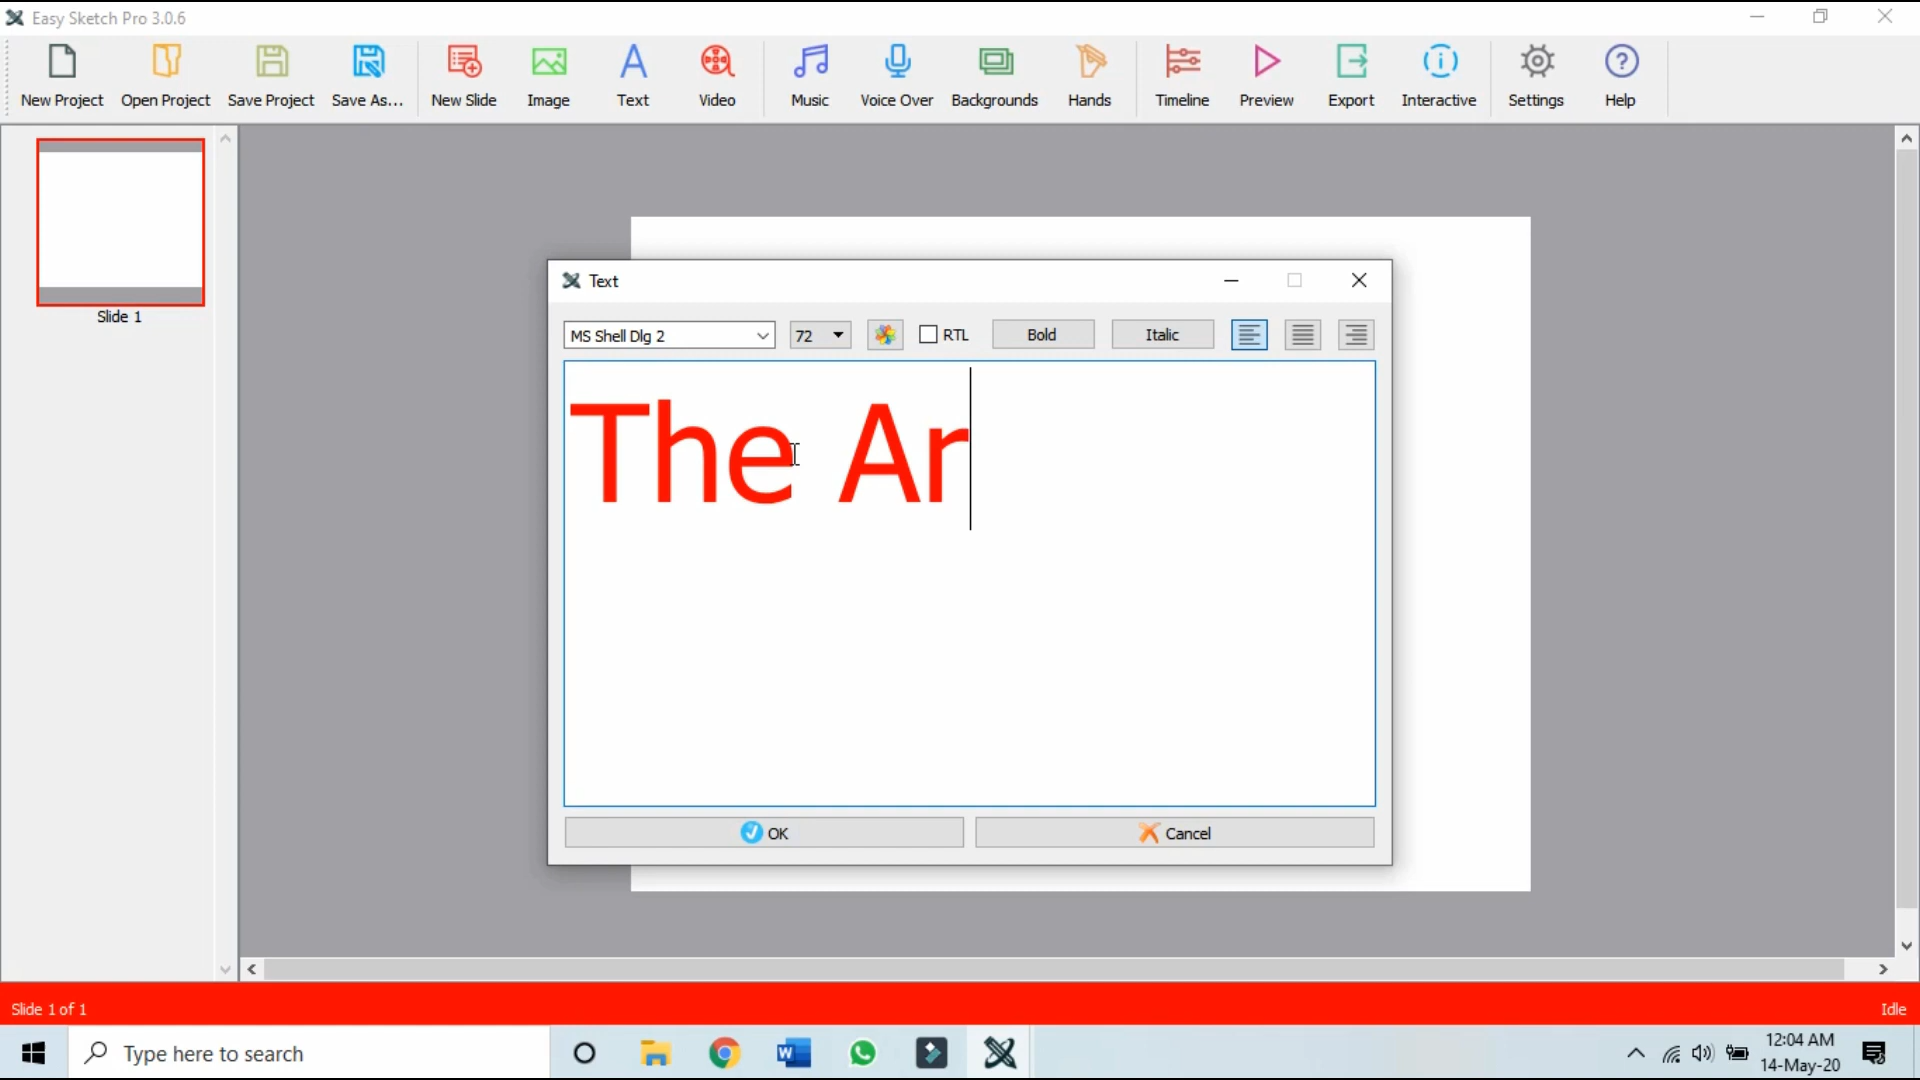 Easy Sketch Pro 3.0.6
New Project Open Project Save Project Save As... New Slide Image Text Video Music Voice Over Backgrounds Hands Timeline Preview Export Interactive Settings Help
Slide 1
Text
MS Shell Dlg 2 72 RTL Bold Italic
The Ar
OK Cancel
Slide 1 of 1 Idle
Type here to search
12:04 AM
14-May-20